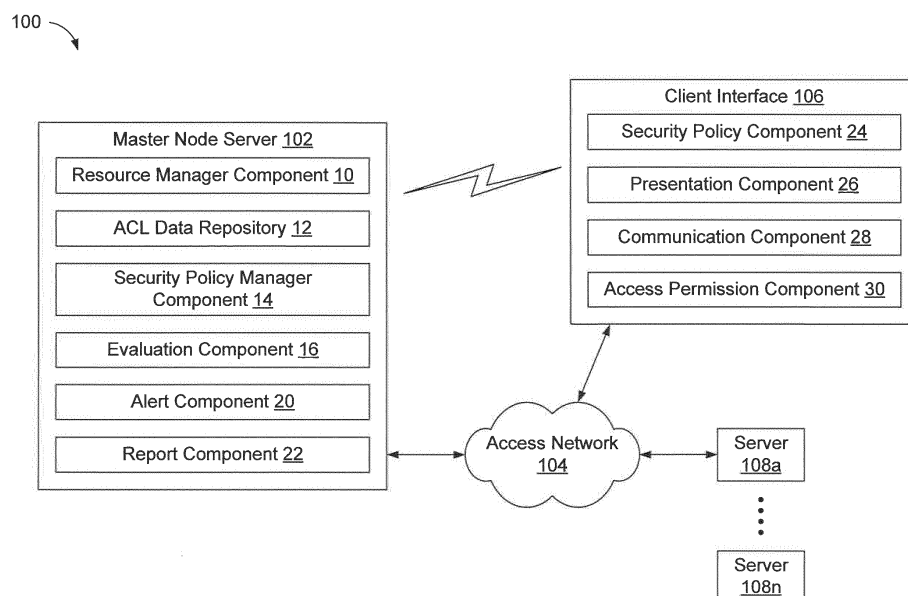 100
Master Node Server 102
Resource Manager Component 10
ACL Data Repository 12
Security Policy Manager
Component 14
Evaluation Component 16
Alert Component 20
Report Component 22
Client Interface 106
Security Policy Component 24
Presentation Component 26
Communication Component 28
Access Permission Component 30
Access Network
104
Server
108a
Server
108n